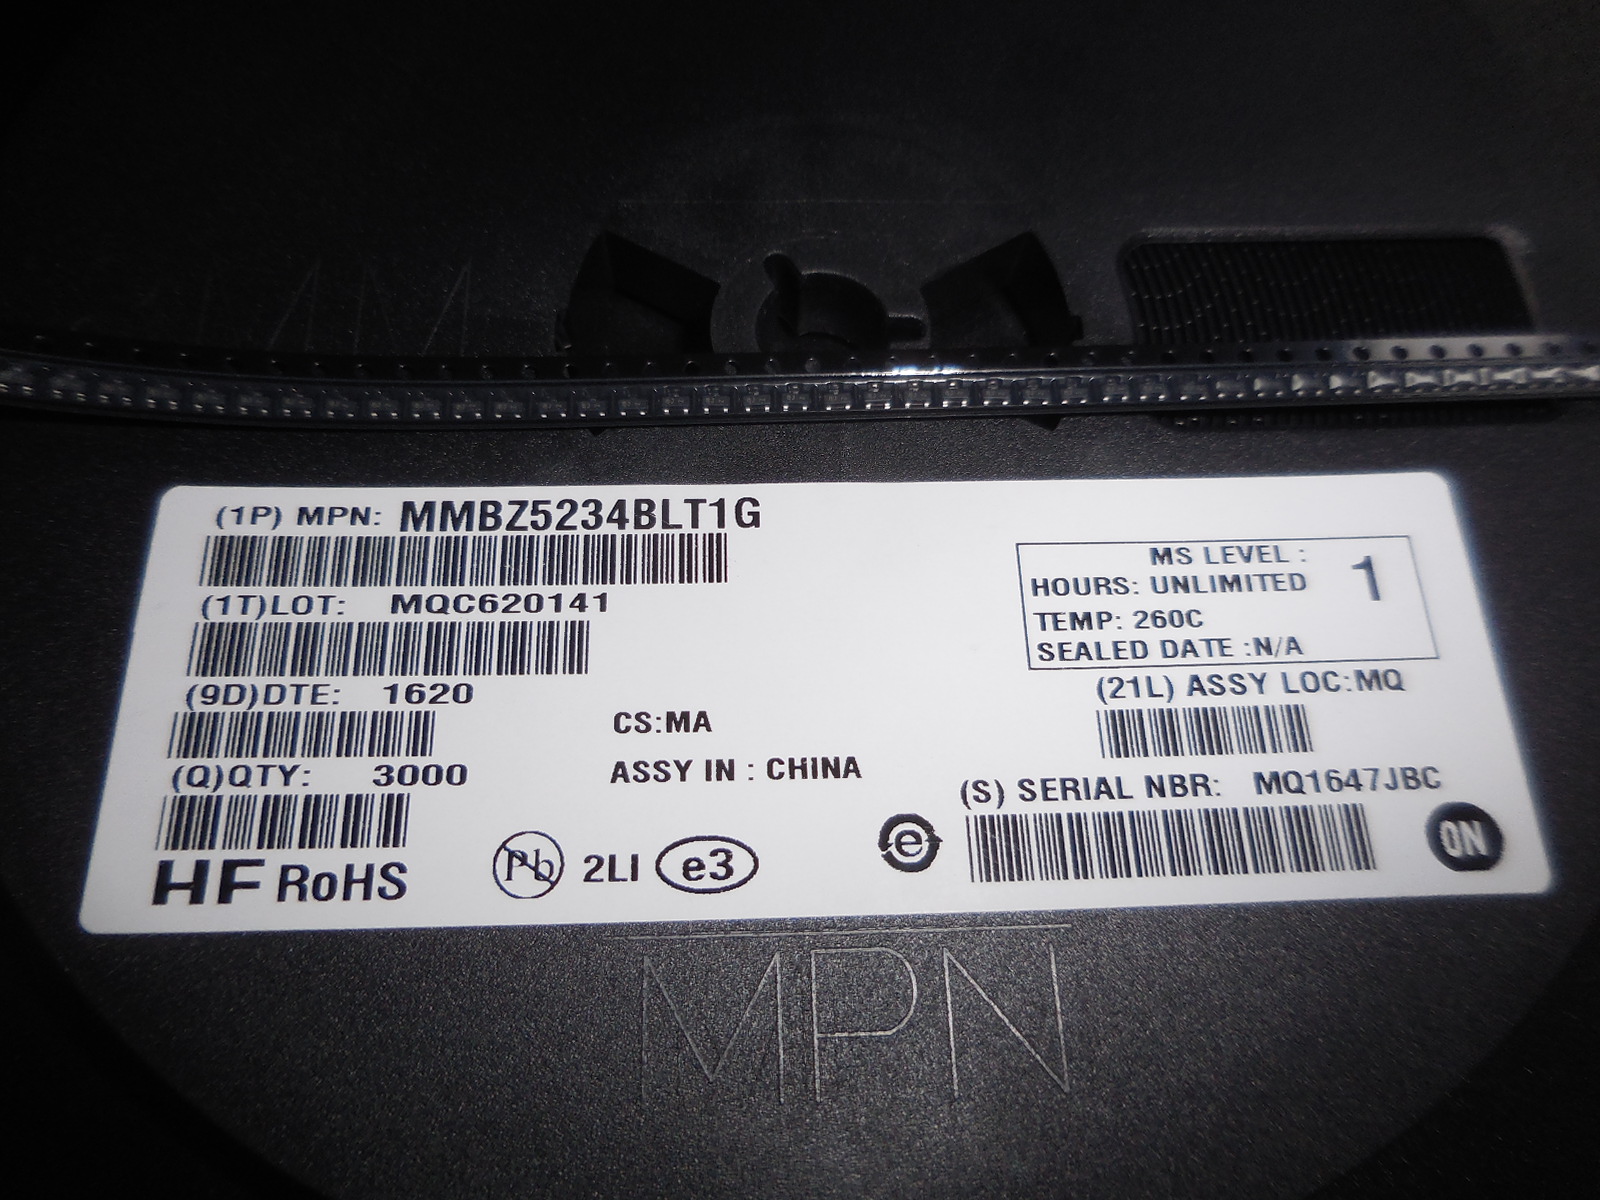 (1P) MPN: MMBZ5234BLT1G
(1T)LOT: MQC620141
(9D)DTE: 1620
(Q)QTY: 3000
HF RoHS
CS:MA
ASSY IN : CHINA
Pb 2LI e3
MS LEVEL : 1
HOURS: UNLIMITED
TEMP: 260C
SEALED DATE :N/A
(21L) ASSY LOC:MQ
(S) SERIAL NBR: MQ1647JBC
e
ON
MPN